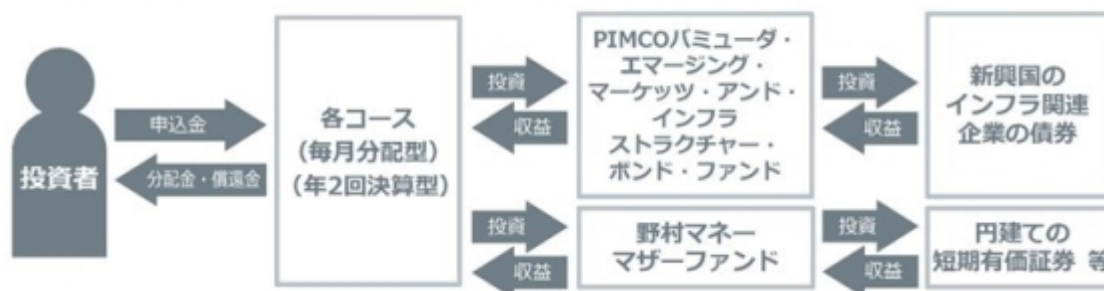 投資者
申込金
分配金・償還金
各コース
(毎月分配型)
(年2回決算型)
投資
収益
PIMCOバミューダ・
エマージング・
マーケッツ・アンド・
インフラ
ストラクチャー・
ボンド・ファンド
投資
収益
新興国の
インフラ関連
企業の債券
投資
収益
野村マネー
マザーファンド
投資
収益
円建ての
短期有価証券 等